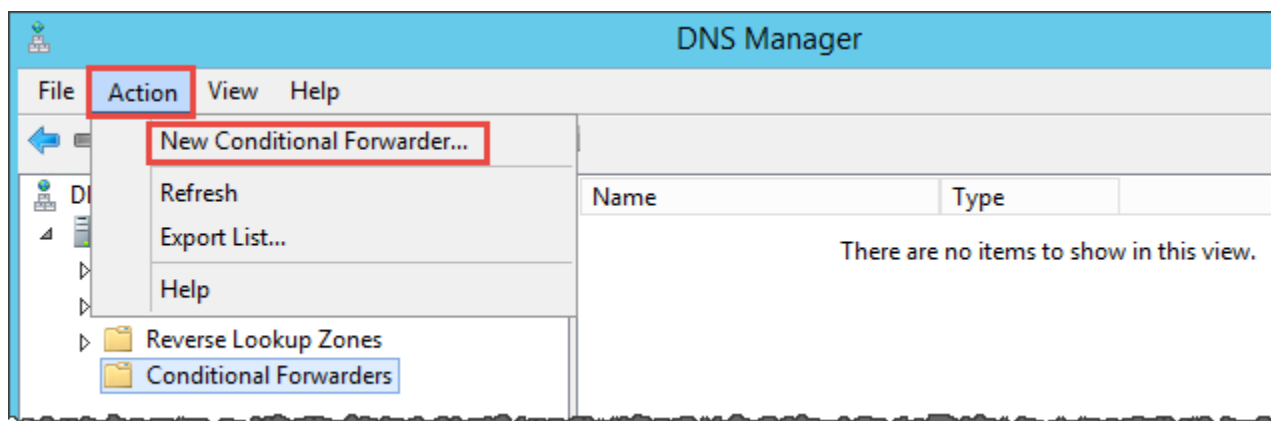 DNS Manager
File Action View Help
New Conditional Forwarder...
Refresh
Export List...
Help
Name Type
There are no items to show in this view.
Reverse Lookup Zones
Conditional Forwarders